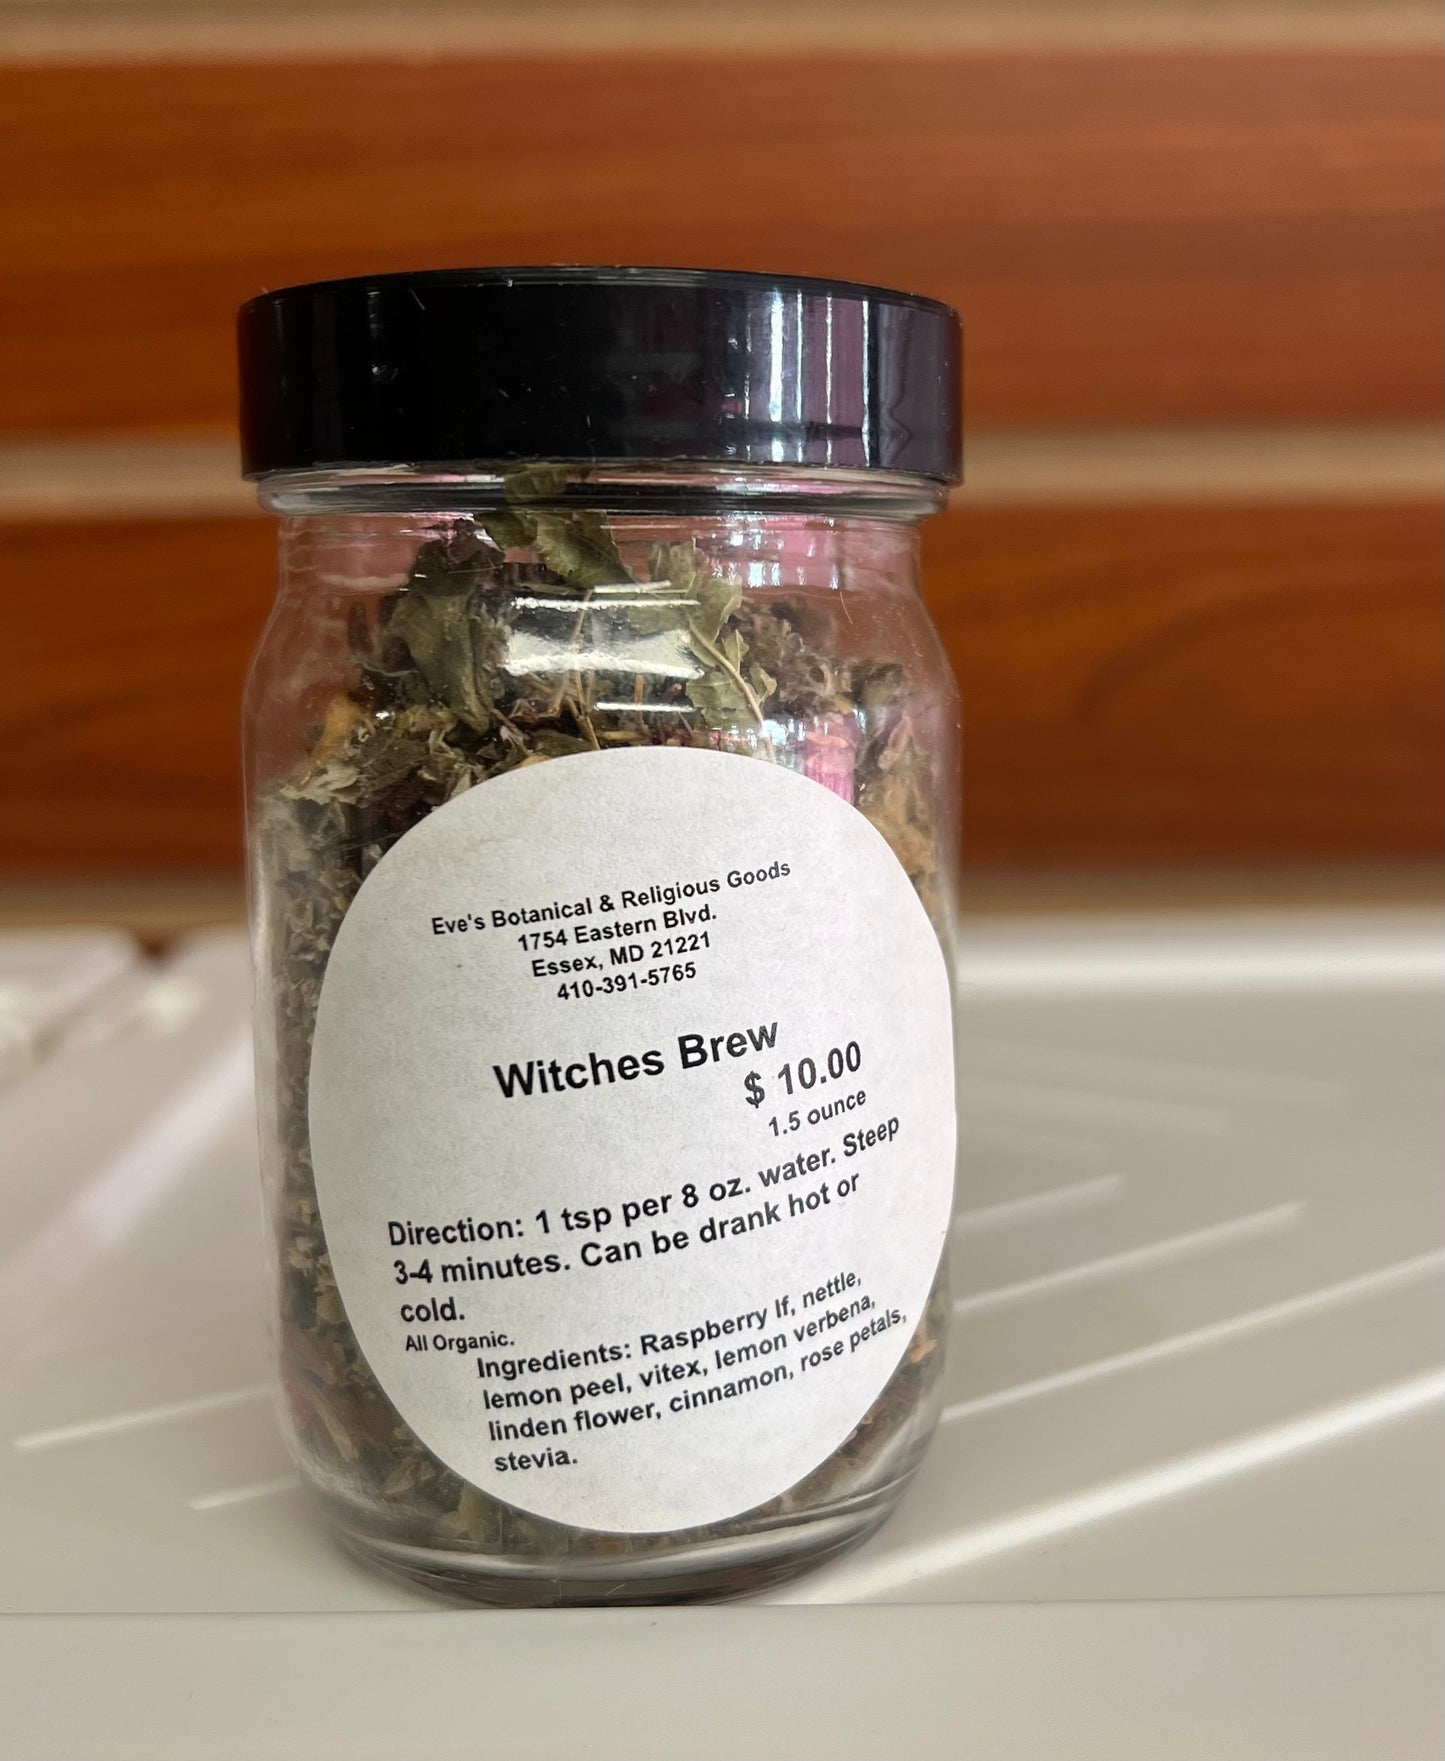 Eve's Botanical & Religious Goods
1754 Eastern Blvd.
Essex, MD 21221
410-391-5765
Witches Brew
$ 10.00
1.5 ounce
Direction: 1 tsp per 8 oz. water. Steep
3-4 minutes. Can be drank hot or
cold.
All Organic.
Ingredients: Raspberry lf, nettle,
lemon peel, vitex, lemon verbena,
linden flower, cinnamon, rose petals,
stevia.